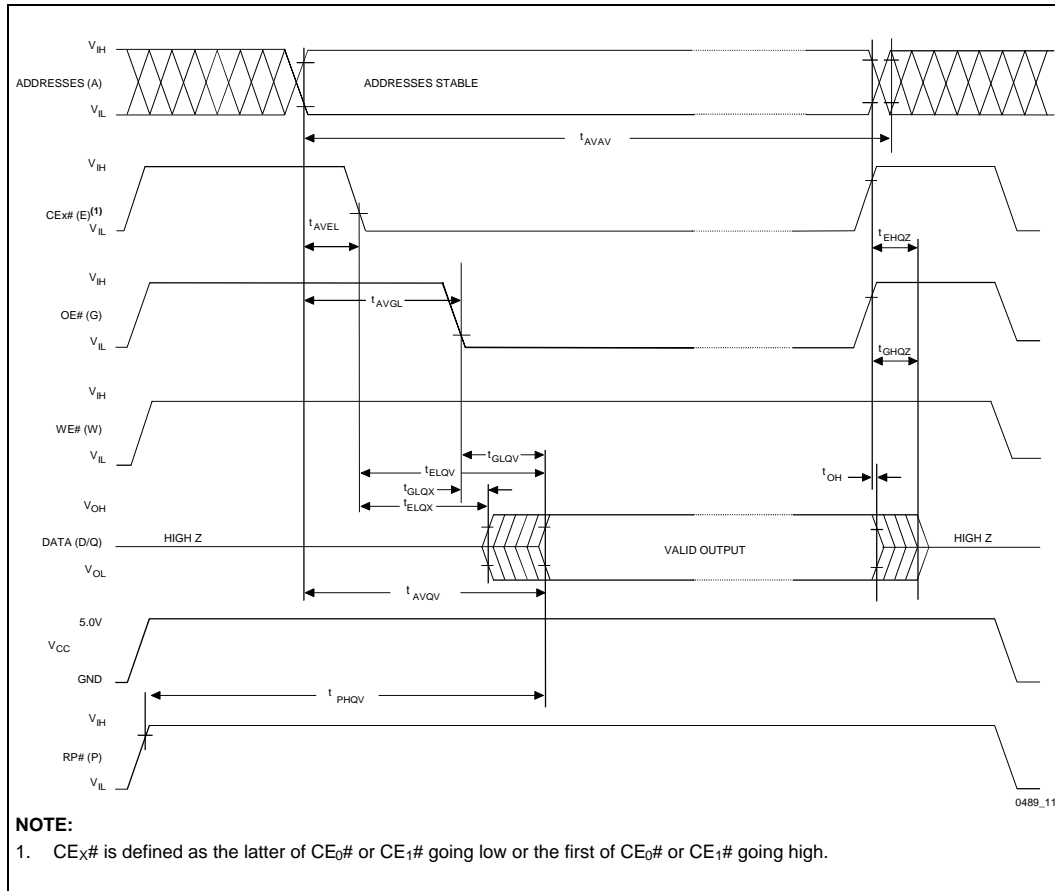 VIH
ADDRESSES (A)
ADDRESSES STABLE
VIL
tAVAV
VIH
CEx# (E)(1)
VIL
tAVEL
tEHQZ
VIH
tAVGL
OE# (G)
VIL
tGHQZ
VIH
WE# (W)
VIL
tGLQV
tELQV
tOH
tGLQX
tELQX
VOH
HIGH Z
DATA (D/Q)
VALID OUTPUT
HIGH Z
VOL
tAVQV
5.0V
VCC
GND
t PHQV
VIH
RP# (P)
VIL
0489_11
NOTE:
1. CEX# is defined as the latter of CE0# or CE1# going low or the first of CE0# or CE1# going high.